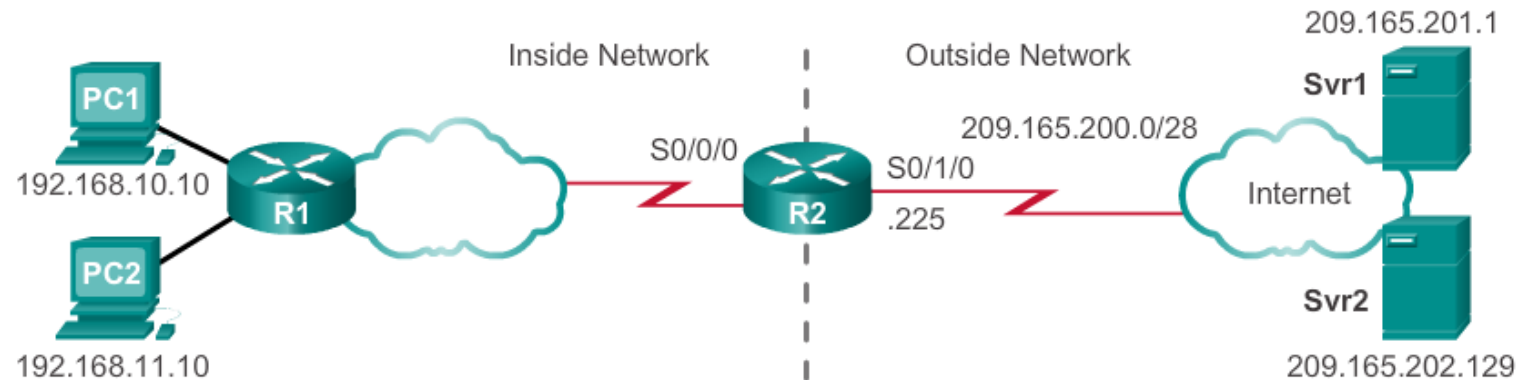 209.165.201.1
Inside Network
Outside Network
Svr1
PC1
209.165.200.0/28
S0/0/0
S0/1/0
192.168.10.10
R1
R2
.225
Internet
PC2
Svr2
192.168.11.10
209.165.202.129